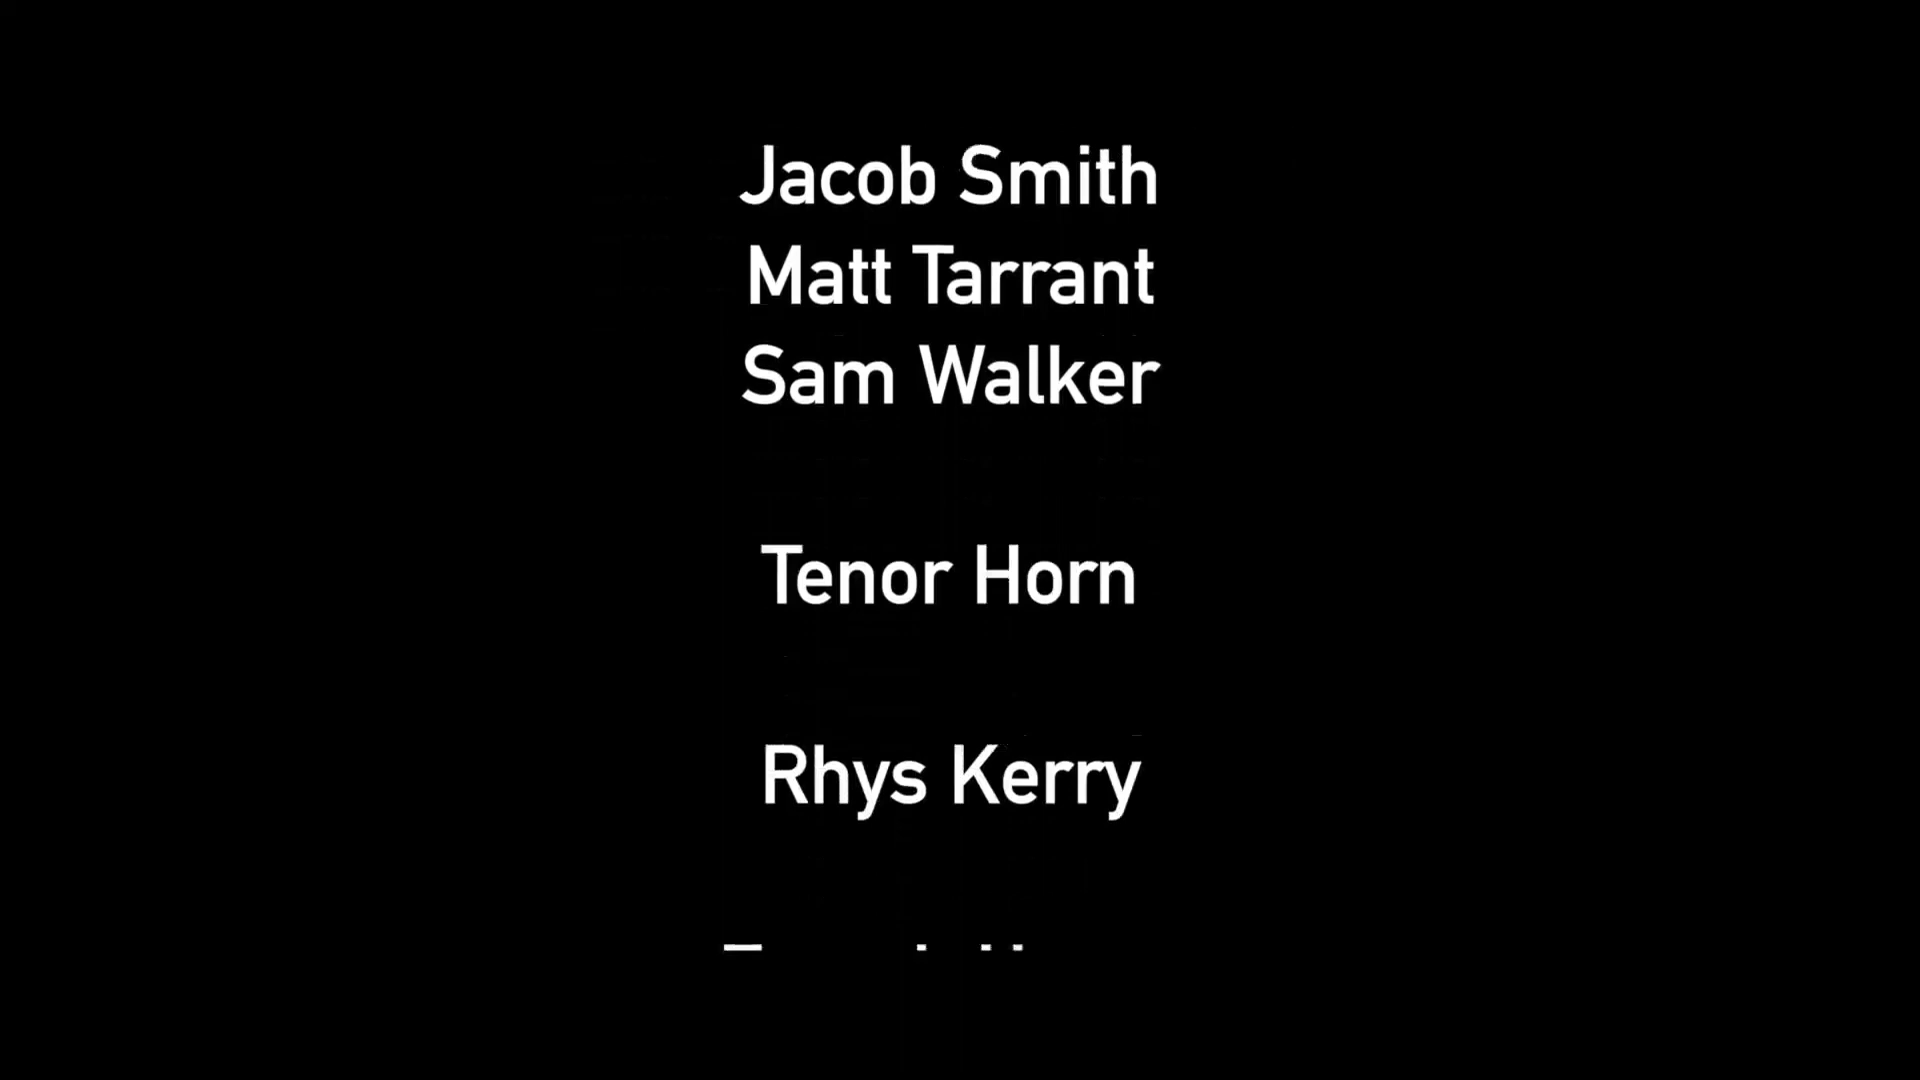 Jacob Smith
Matt Tarrant
Sam Walker
Tenor Horn
Rhys Kerry